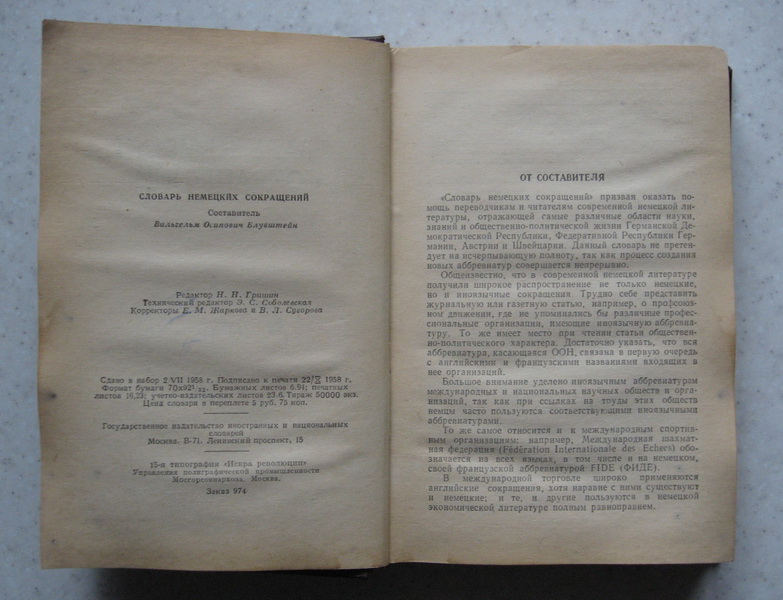 СЛОВАРЬ НЕМЕЦКИХ СОКРАЩЕНИЙ
Составитель
Вильгельм Осипович Блувштейн
Редактор Н. И. Гришин
Технический редактор Э. С. Соболевская
Корректоры Е. М. Жаркова и В. Л. Суворова
Сдано в набор 2/VII 1958 г. Подписано к печати 22/X 1958 г.
Формат бумаги 70х92 1/32. Бумажных листов 6.94; печатных
листов 16,23; учетно-издательских листов 23.6. Тираж 50000 экз.
Цена словаря в переплете 5 руб. 75 коп.
Государственное издательство иностранных и национальных
словарей
Москва, В-71, Ленинский проспект, 15
15-я типография «Искра революции»
Управления полиграфической промышленности
Мосгорсовнархоза. Москва.
Заказ 974
ОТ СОСТАВИТЕЛЯ
«Словарь немецких сокращений» призван оказать по-
мощь переводчикам и читателям современной немецкой ли-
тературы, отражающей самые различные области науки,
знаний и общественно-политической жизни Германской Де-
мократической Республики, Федеративной Республики Гер-
мании, Австрии и Швейцарии. Данный словарь не претен-
дует на исчерпывающую полноту, так как процесс создания
новых аббревиатур совершается непрерывно.
Общеизвестно, что в современной немецкой литературе
получили широкое распространение не только немецкие,
но и иноязычные сокращения. Трудно себе представить
журнальную или газетную статью, например, о профсоюз-
ном движении, где не упоминались бы различные профес-
сиональные организации, имеющие иноязычную аббревиа-
туру. То же имеет место при чтении статьи обществен-
но-политического характера. Достаточно указать, что вся
аббревиатура, касающаяся ООН, связана в первую очередь
с английскими и французскими названиями входящих в
нее организаций.
Большое внимание уделено иноязычным аббревиатурам
международных и национальных научных обществ и орга-
низаций, так как при ссылках на труды этих обществ
немцы часто пользуются соответствующими иноязычными
аббревиатурами.
То же самое относится и к международным спортив-
ным организациям: например, Международная шахмат-
ная федерация (Fédération Internationale des Echecs) обо-
значается на всех языках, в том числе и на немецком,
своей французской аббревиатурой FIDE (ФИДЕ).
В международной торговле широко применяются
английские сокращения, хотя наравне с ними существуют
и немецкие; и те, и другие пользуются в немецкой
экономической литературе полным равноправием.